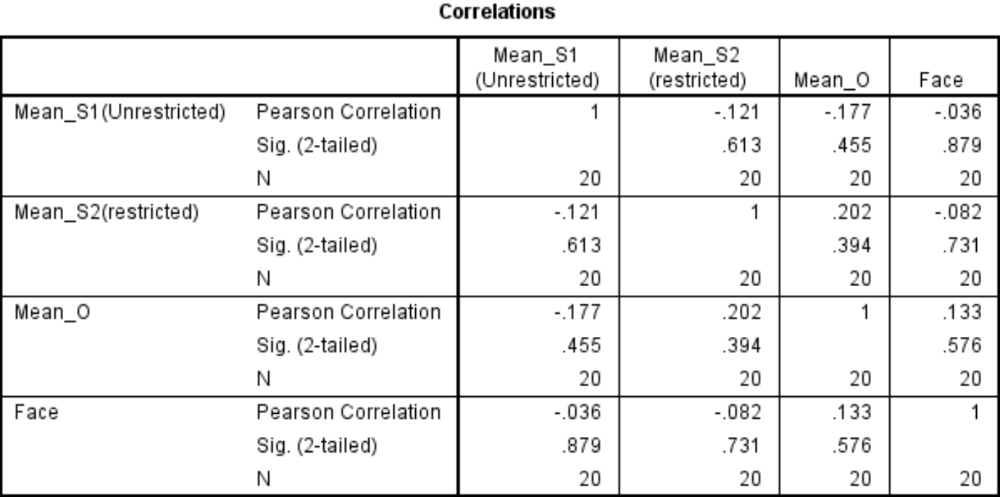 Correlations
Mean_S1 (Unrestricted) Mean_S2 (restricted) Mean_O Face
Mean_S1(Unrestricted) Pearson Correlation 1 -.121 -.177 -.036
Sig. (2-tailed) .613 .455 .879
N 20 20 20 20
Mean_S2(restricted) Pearson Correlation -.121 1 .202 -.082
Sig. (2-tailed) .613 .394 .731
N 20 20 20 20
Mean_O Pearson Correlation -.177 .202 1 .133
Sig. (2-tailed) .455 .394 .576
N 20 20 20 20
Face Pearson Correlation -.036 -.082 .133 1
Sig. (2-tailed) .879 .731 .576
N 20 20 20 20